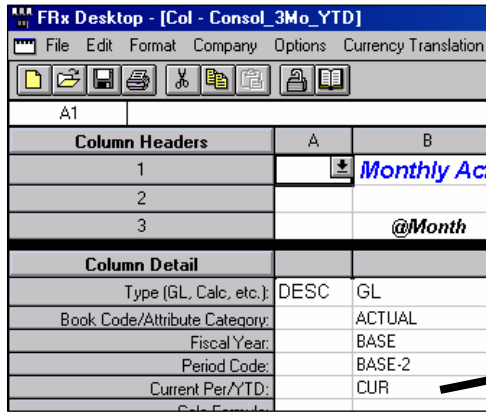 FRx Desktop - [Col - Consol_3Mo_YTD]
File Edit Format Company Options Currency Translation
A1
Column Headers A B
1 Monthly Ac
2
3 @Month
Column Detail
Type (GL, Calc, etc.): DESC GL
Book Code/Attribute Category: ACTUAL
Fiscal Year: BASE
Period Code: BASE-2
Current Per/YTD: CUR